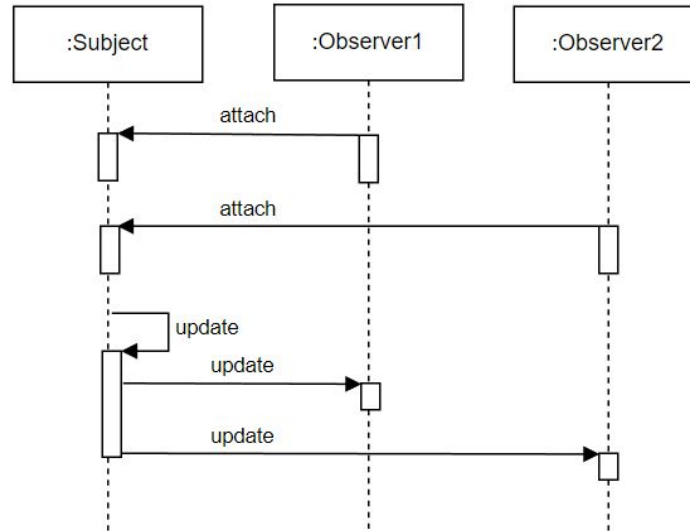 :Subject
:Observer1
:Observer2
attach
attach
update
update
update